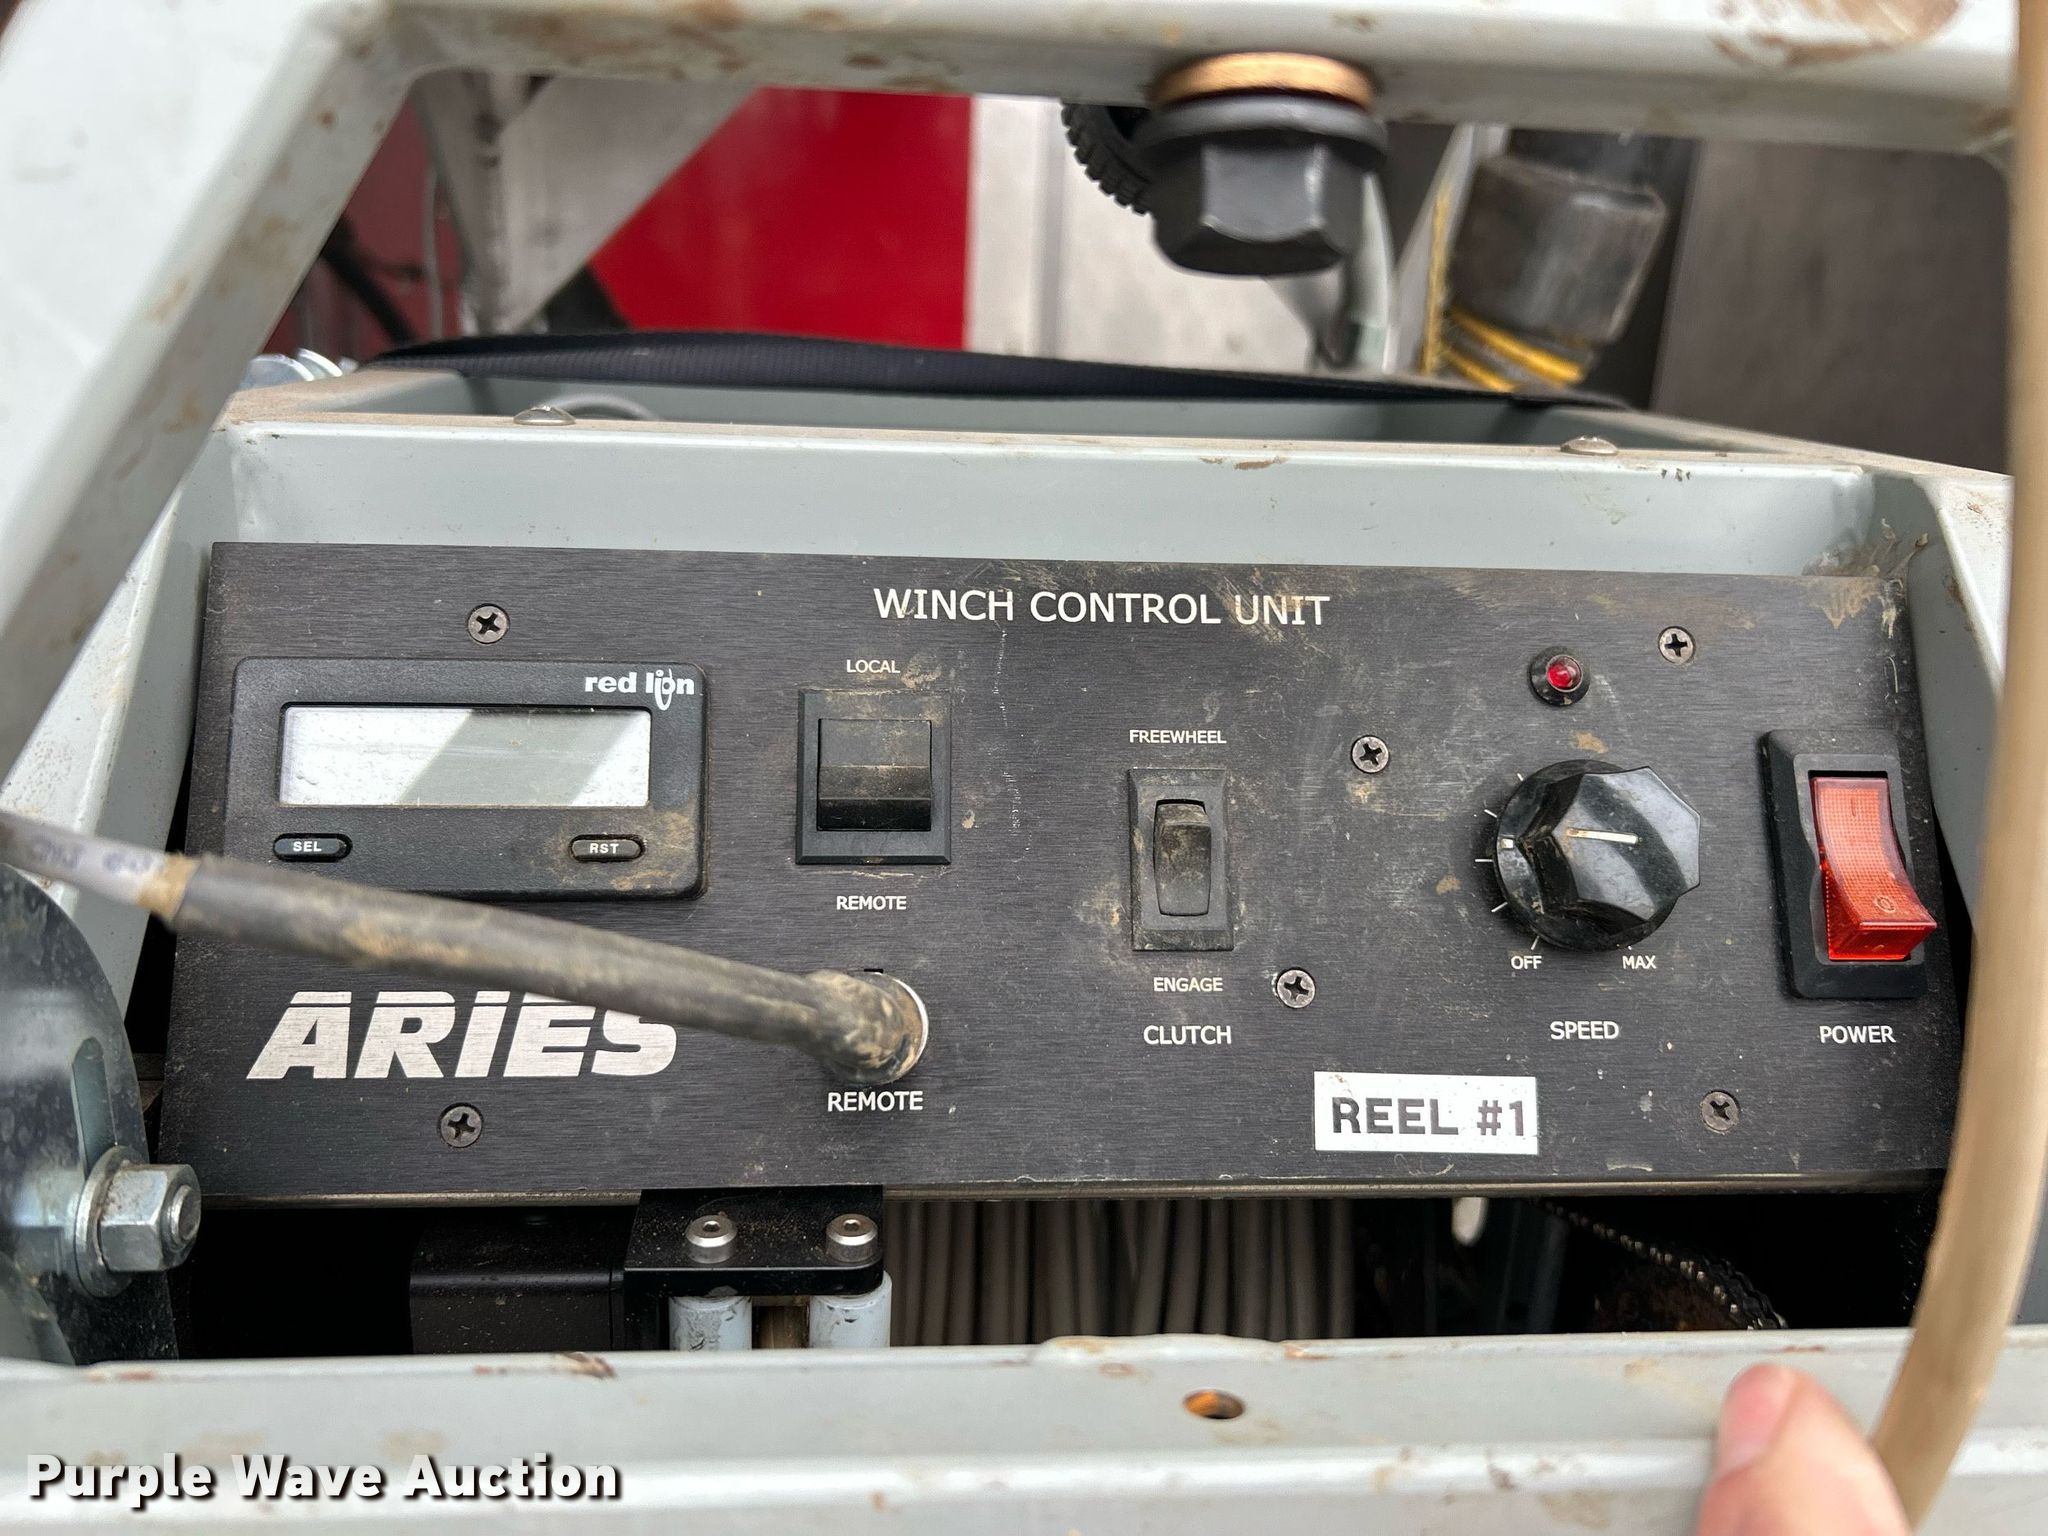 WINCH CONTROL UNIT
red lion
SEL
RST
LOCAL
REMOTE
FREEWHEEL
ENGAGE
CLUTCH
OFF
MAX
SPEED
POWER
ARIES
REMOTE
REEL #1
Purple Wave Auction